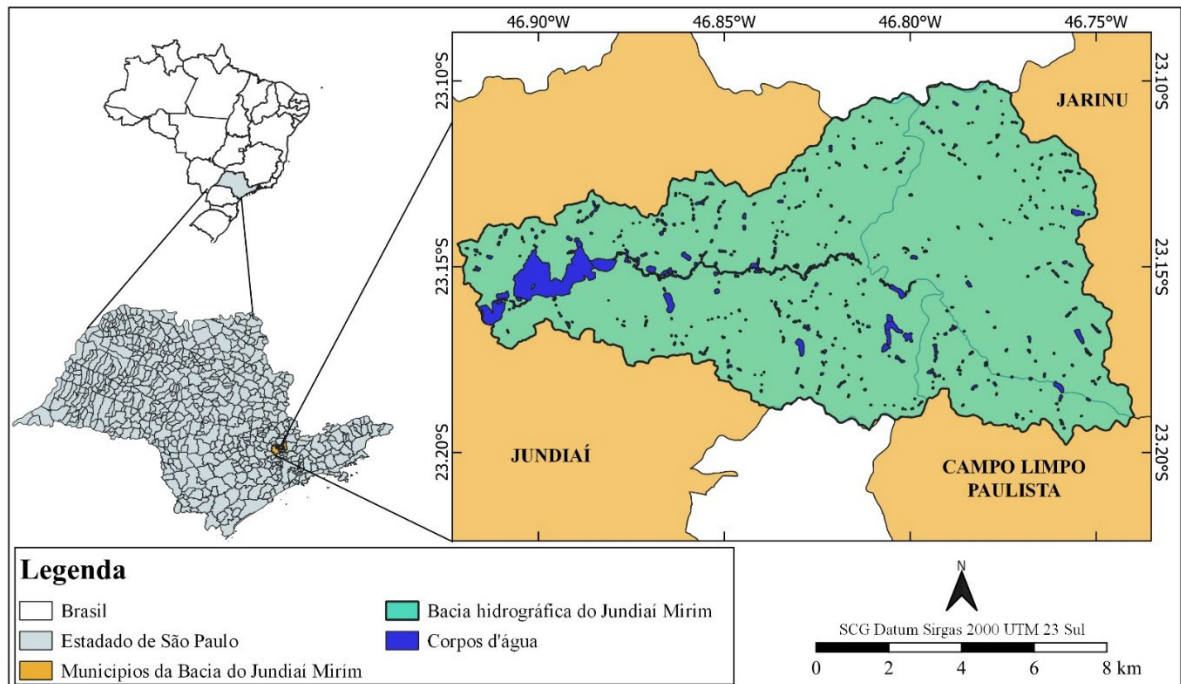 46.90°W 46.85°W 46.80°W 46.75°W
23.10°S
23.10°S
JARINU
23.15°S
23.15°S
23.20°S
23.20°S
JUNDIAÍ
CAMPO LIMPO
PAULISTA
Legenda
Brasil
Estadado de São Paulo
Municípios da Bacia do Jundiaí Mirim
Bacia hidrográfica do Jundiaí Mirim
Corpos d'água
N
SCG Datum Sirgas 2000 UTM 23 Sul
0 2 4 6 8 km